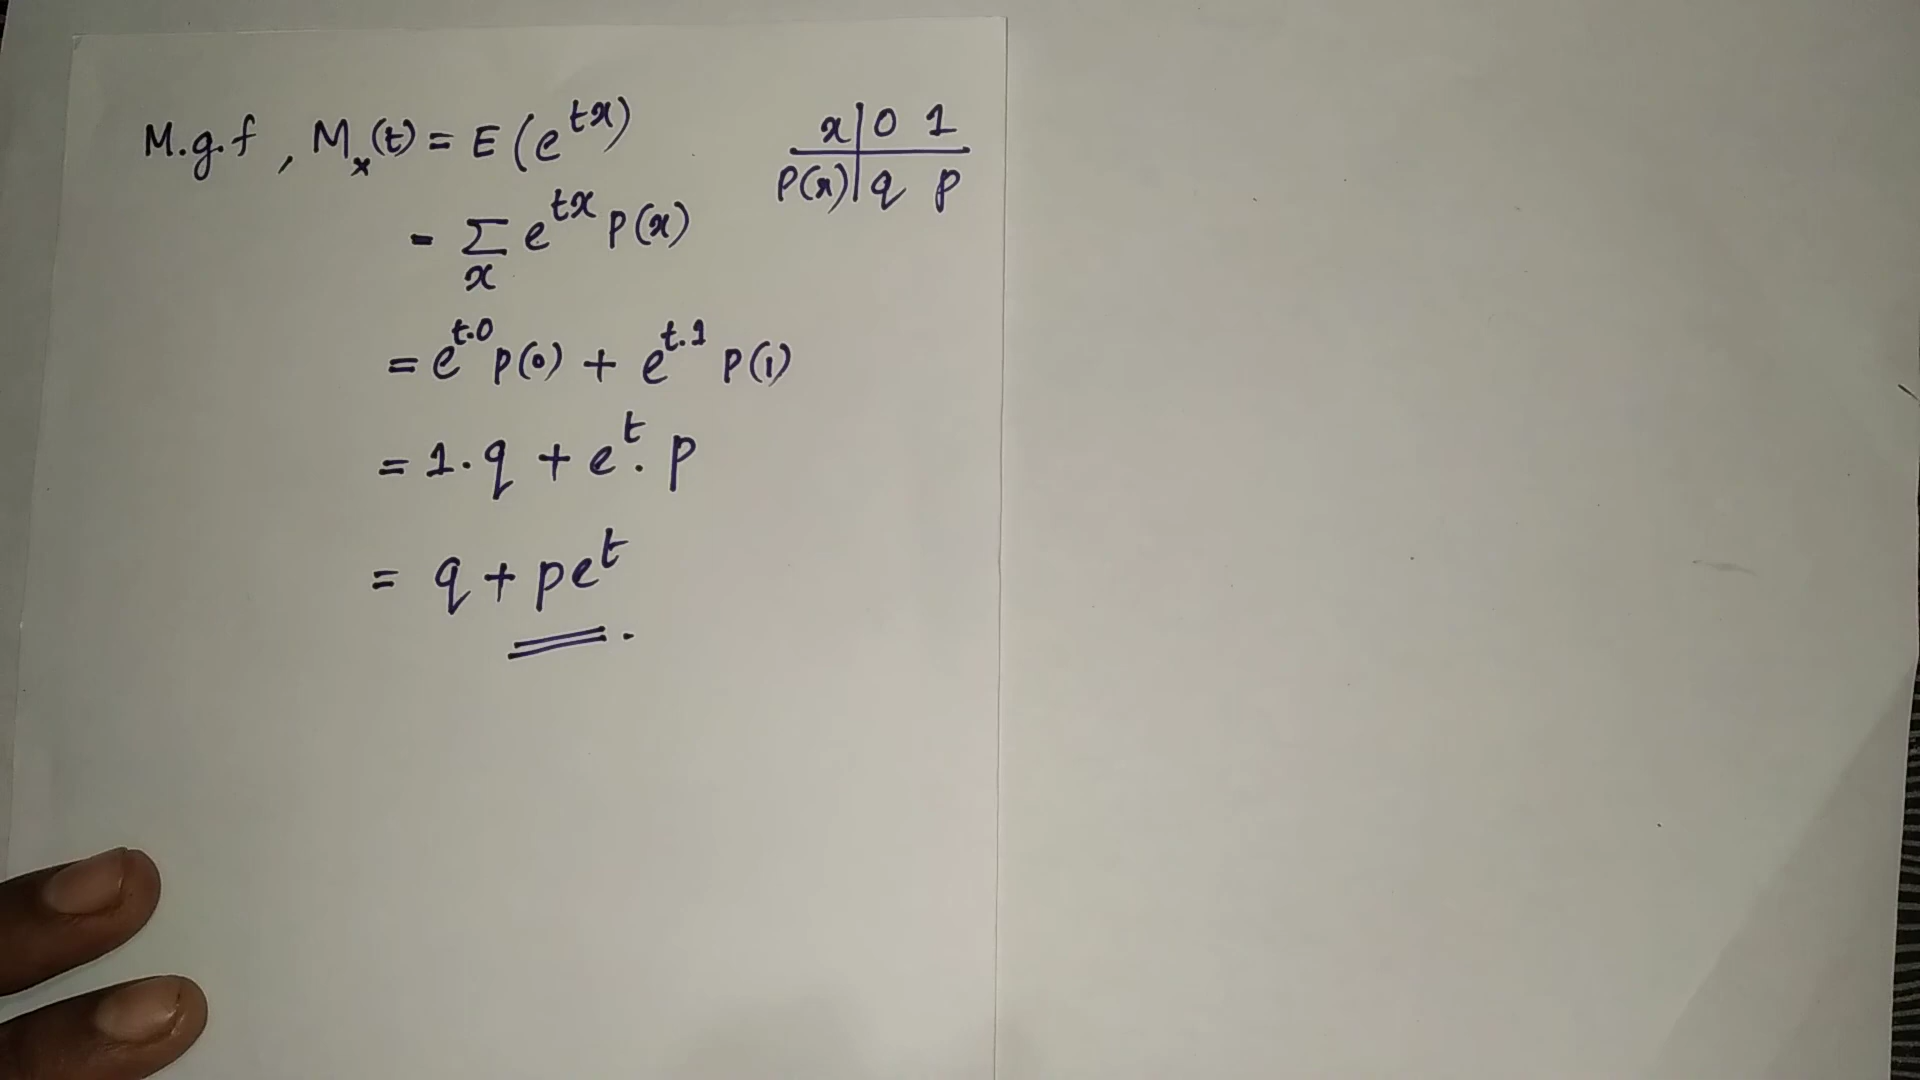 M.g.f , Mₓ(t) = E(e^{tx})
x | 0 1
P(x) | q p
- Σₓ e^{tx} P(x)
= e^{t.0} P(0) + e^{t.1} P(1)
= 1.q + e^{t}. p
= q + pe^{t}.